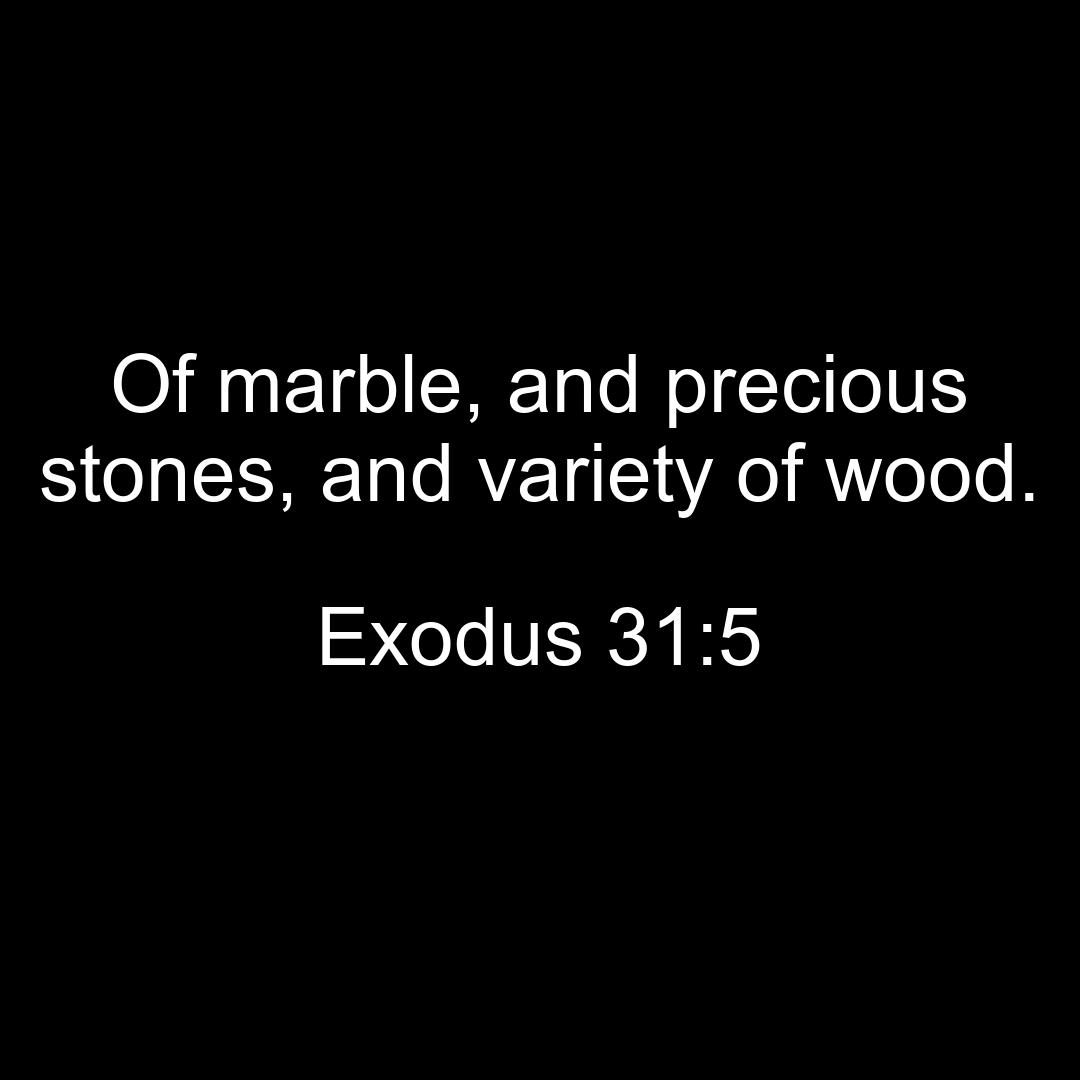 Of marble, and precious
stones, and variety of wood.
Exodus 31:5